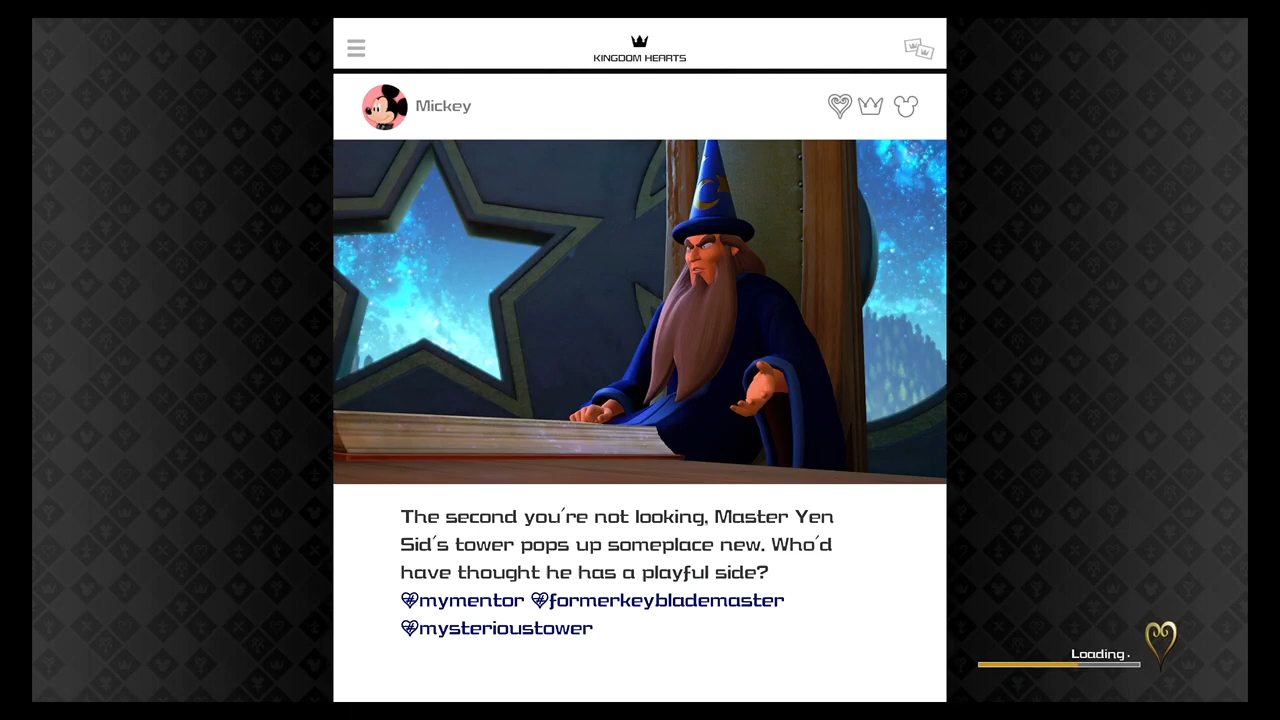 KINGDOM HEARTS
Mickey
The second you're not looking, Master Yen
Sid's tower pops up someplace new. Who'd
have thought he has a playful side?
#mymentor #formerkeyblademaster
#mysterioustower
Loading.